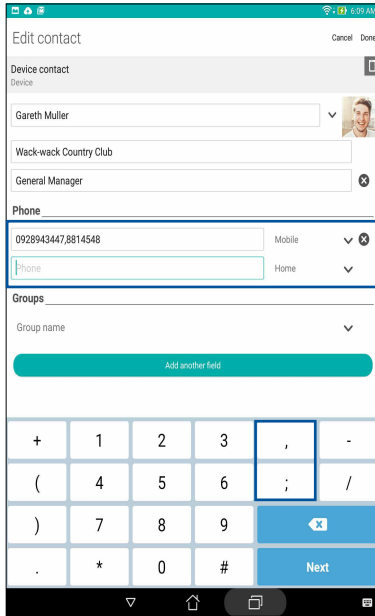 6:09 AM
Edit contact Cancel Done
Device contact
Device
Gareth Muller
Wack-wack Country Club
General Manager
Phone
0928943447,8814548 Mobile
Phone Home
Groups
Group name
Add another field
+ 1 2 3 , -
( 4 5 6 ; /
) 7 8 9
. * 0 # Next